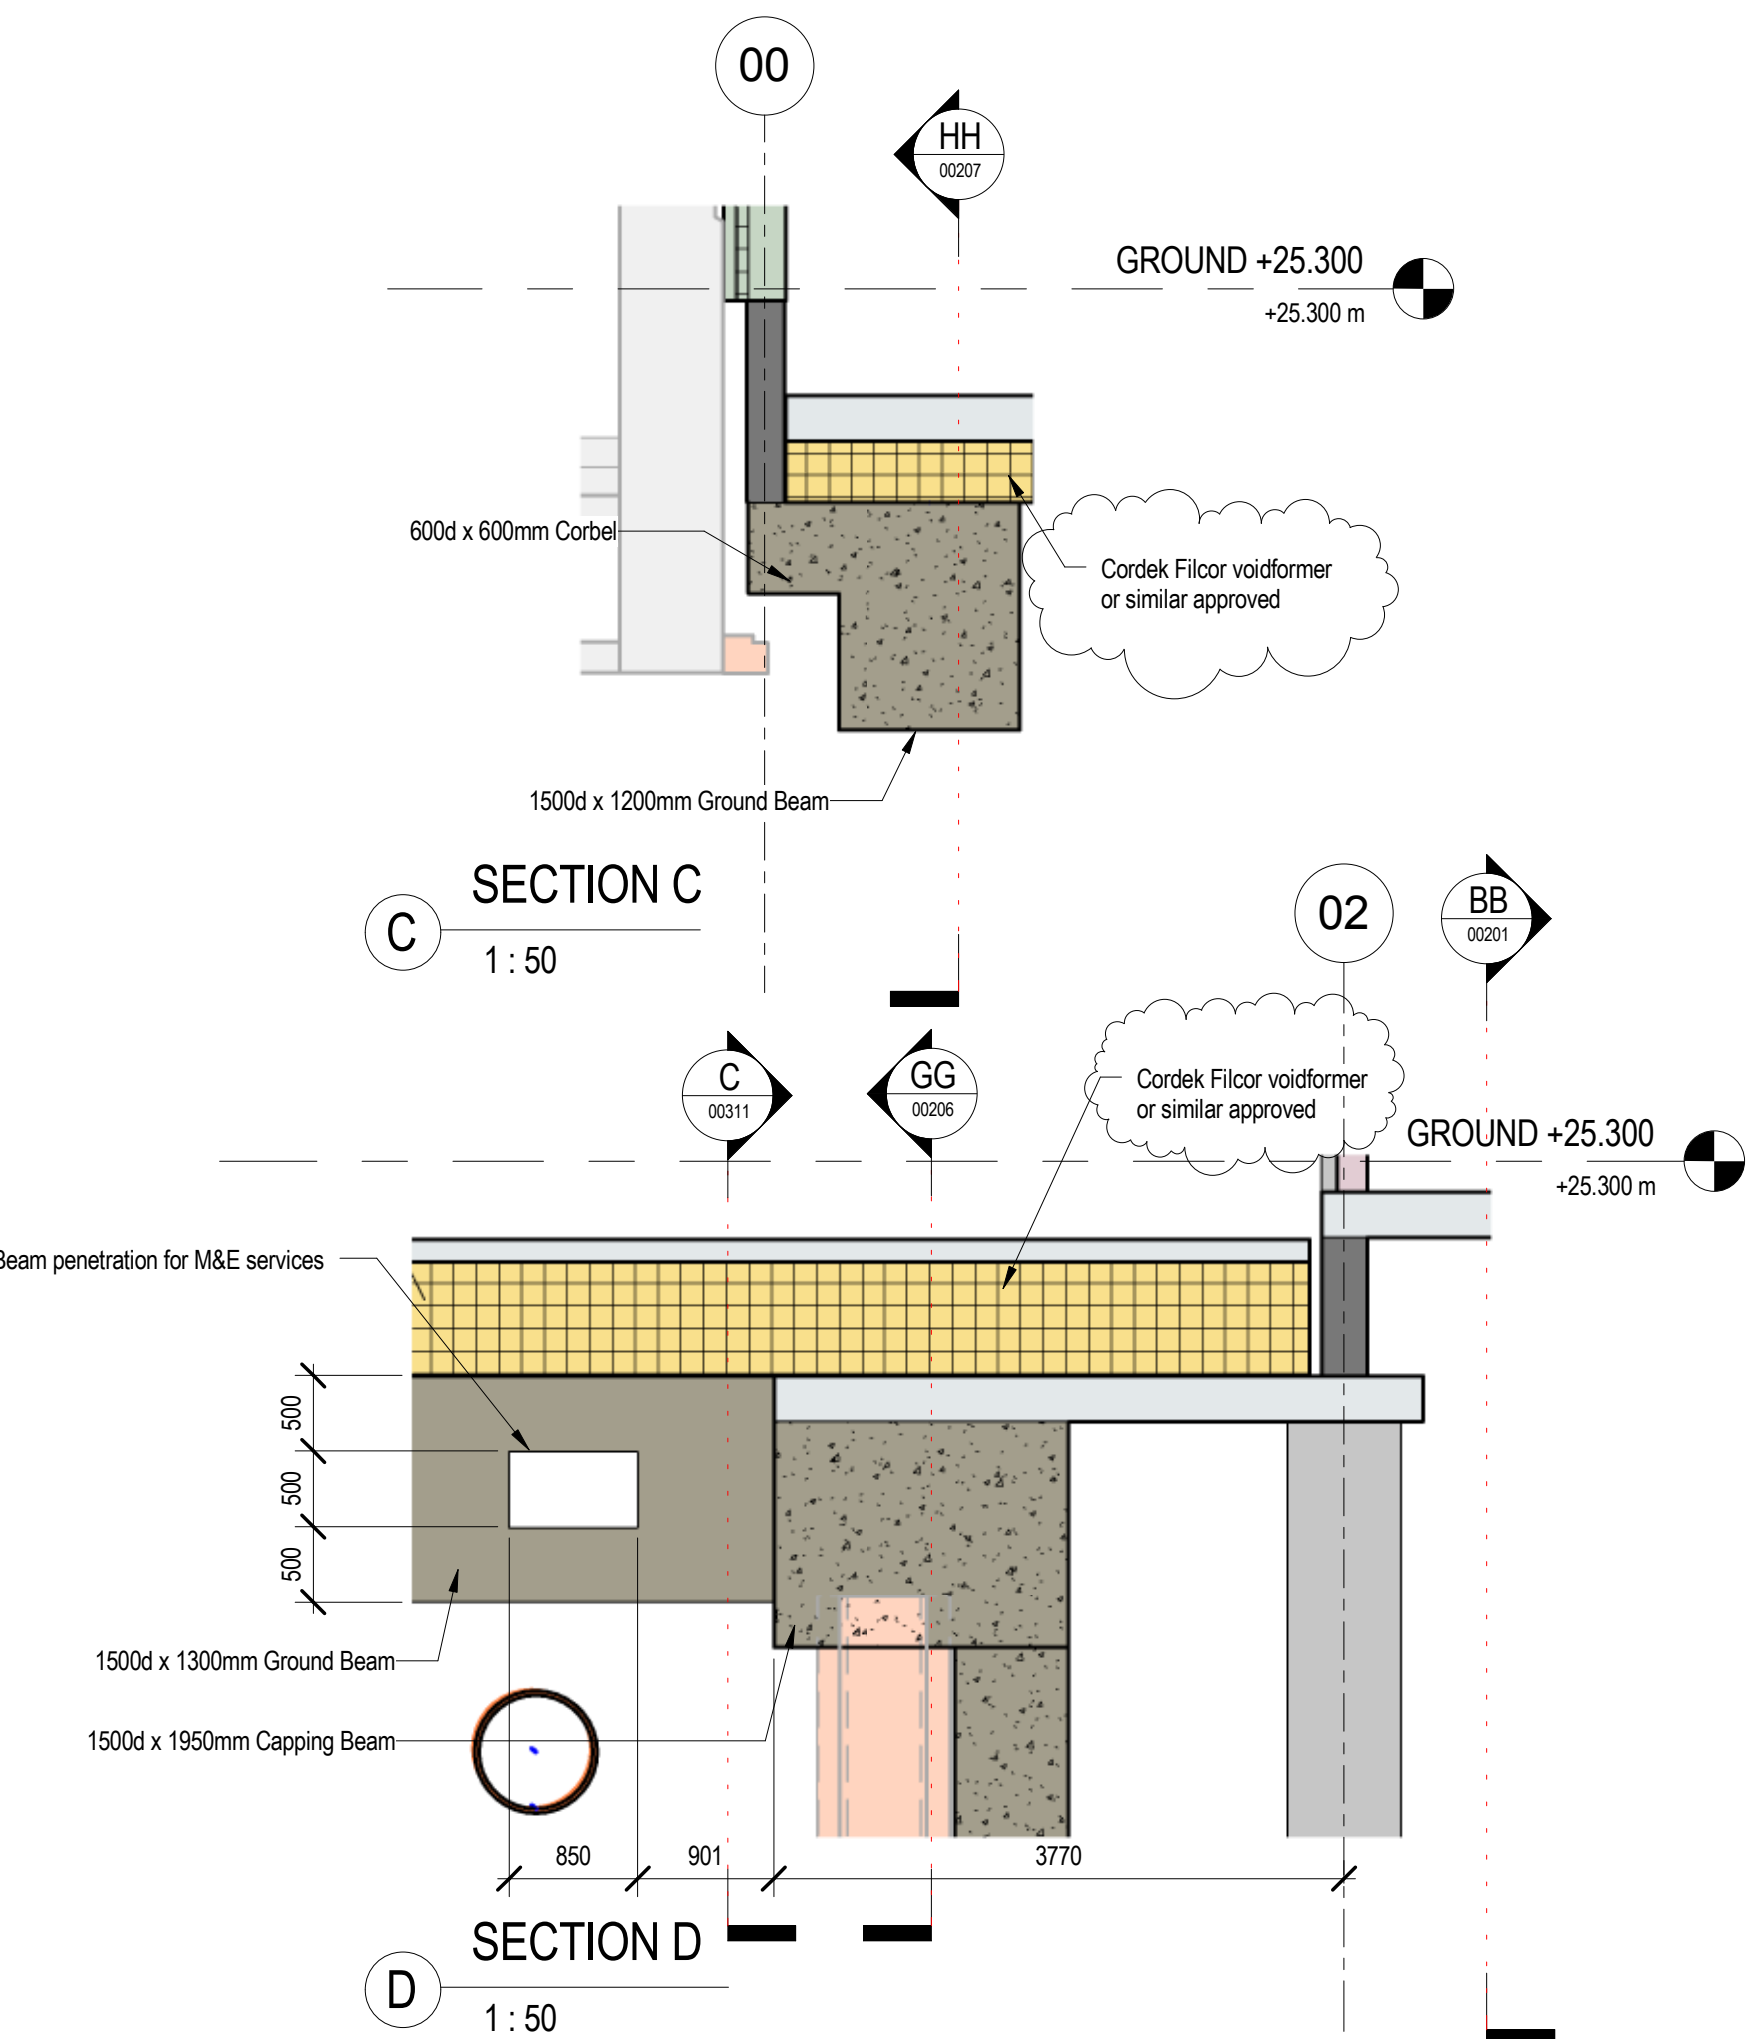 00
HH
00207
GROUND +25.300
+25.300 m
600d x 600mm Corbel
Cordek Filcor voidformer
or similar approved
1500d x 1200mm Ground Beam
SECTION C
C
1 : 50
02
BB
00201
C
00311
GG
00206
Cordek Filcor voidformer
or similar approved
GROUND +25.300
+25.300 m
Beam penetration for M&E services
500
500
500
1500d x 1300mm Ground Beam
1500d x 1950mm Capping Beam
850
901
3770
SECTION D
D
1 : 50